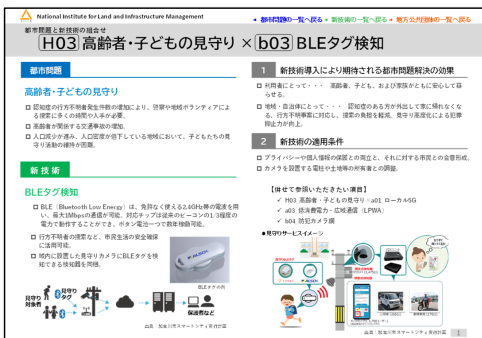 National Institute for Land and Infrastructure Management
都市問題の一覧へ戻る
新技術の一覧へ戻る
地方公共団体の一覧へ戻る
都市問題と新技術の組合せ
H03 高齢者・子どもの見守り × b03 BLEタグ検知
都市問題
高齢者・子どもの見守り
□ 認知症の行方不明者発生件数の増加により、警察や地域ボランティアによ
る捜索に多くの時間や人手が必要。
□ 高齢者が関係する交通事故の増加。
□ 人口減少が進み、人口密度が低下している地域において、子どもたちの見
守り活動の維持が困難。
新技術
BLEタグ検知
□ BLE（Bluetooth Low Energy）は、免許なく使える2.4GHz帯の電波を用
い、最大1Mbpsの通信が可能。対応チップは従来のビーコンの1/3程度の
電力で動作することができ、ボタン電池一つで数年稼働可能。
□ 行方不明者の捜索など、市民生活の安全確保
に活用可能。
□ 域内に設置した見守りカメラにBLEタグを検
知できる検知器を同梱。
ALSOK
BLEタグの例
見守り
対象者
見守り
タグ
保護者など
出典：加古川市スマートシティ実行計画
1 新技術導入により期待される都市問題解決の効果
□ 利用者にとって・・・ 高齢者、子ども、および家族がともに安心して暮
らせる。
□ 地域・自治体にとって・・・ 認知症のある方が外出して家に帰れなくな
る、行方不明事案に対応し、捜索の負担を軽減。見守り高度化による犯罪
抑止力が向上。
2 新技術の適用条件
□ プライバシーや個人情報の保護との両立と、それに対する市民との合意形成。
□ カメラを設置する電柱や土地等の所有者との調整。
【併せて参照いただきたい項目】
✓ H03 高齢者・子どもの見守り×a01 ローカル5G
✓ a03 低消費電力・広域通信（LPWA）
✓ b04 防犯カメラ網
●見守りサービスイメージ
ALSOK
出典：加古川市スマートシティ実行計画
1